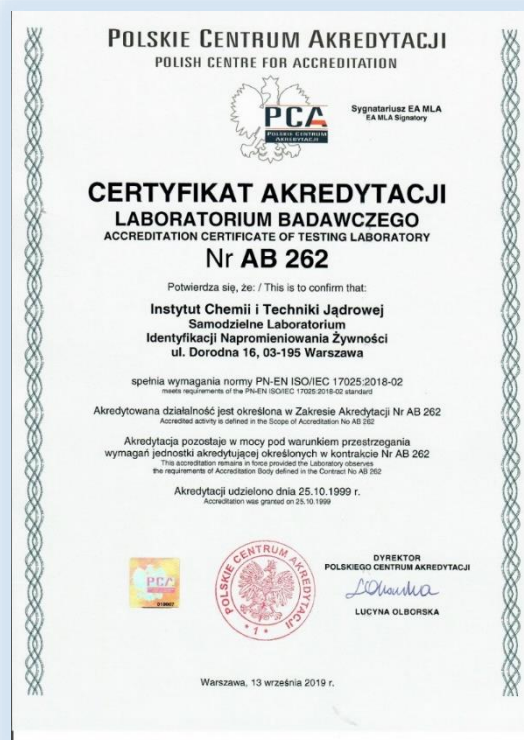 POLSKIE CENTRUM AKREDYTACJI
POLISH CENTRE FOR ACCREDITATION
PCA
POLSKIE CENTRUM
AKREDYTACJI
Sygnatariusz EA MLA
EA MLA Signatory
CERTYFIKAT AKREDYTACJI
LABORATORIUM BADAWCZEGO
ACCREDITATION CERTIFICATE OF TESTING LABORATORY
Nr AB 262
Potwierdza się, że: / This is to confirm that:
Instytut Chemii i Techniki Jądrowej
Samodzielne Laboratorium
Identyfikacji Napromieniowania Żywności
ul. Dorodna 16, 03-195 Warszawa
spełnia wymagania normy PN-EN ISO/IEC 17025:2018-02
meets requirements of the PN-EN ISO/IEC 17025:2018-02 standard
Akredytowana działalność jest określona w Zakresie Akredytacji Nr AB 262
Accredited activity is defined in the Scope of Accreditation No AB 262
Akredytacja pozostaje w mocy pod warunkiem przestrzegania
wymagań jednostki akredytującej określonych w kontrakcie Nr AB 262
This accreditation remains in force provided the Laboratory observes
the requirements of Accreditation Body defined in the Contract No AB 262
Akredytacji udzielono dnia 25.10.1999 r.
Accreditation was granted on 25.10.1999
PCA
POLSKIE CENTRUM AKREDYTACJI
* 1 *
DYREKTOR
POLSKIEGO CENTRUM AKREDYTACJI
LUCYNA OLBORSKA
Warszawa, 13 września 2019 r.